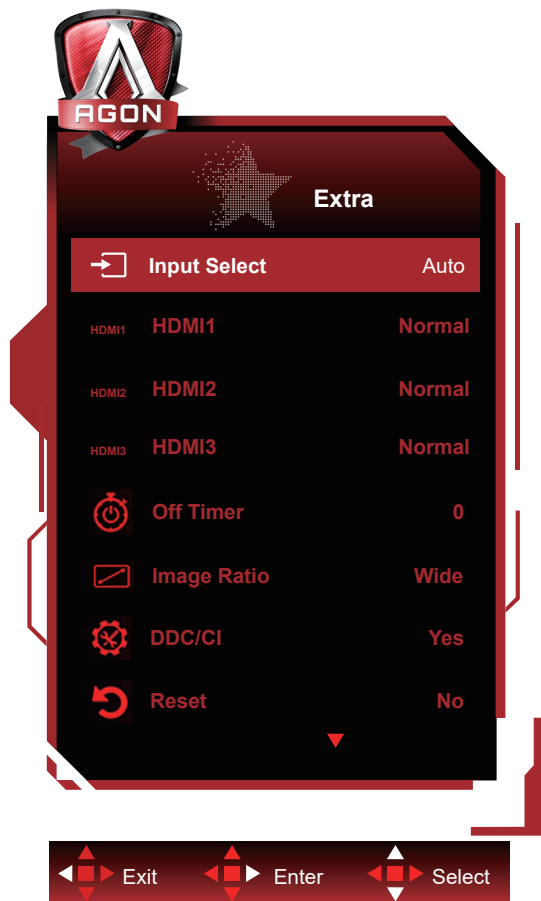 AGON
Extra
Input Select Auto
HDMI1 HDMI1 Normal
HDMI2 HDMI2 Normal
HDMI3 HDMI3 Normal
Off Timer 0
Image Ratio Wide
DDC/CI Yes
Reset No
Exit Enter Select